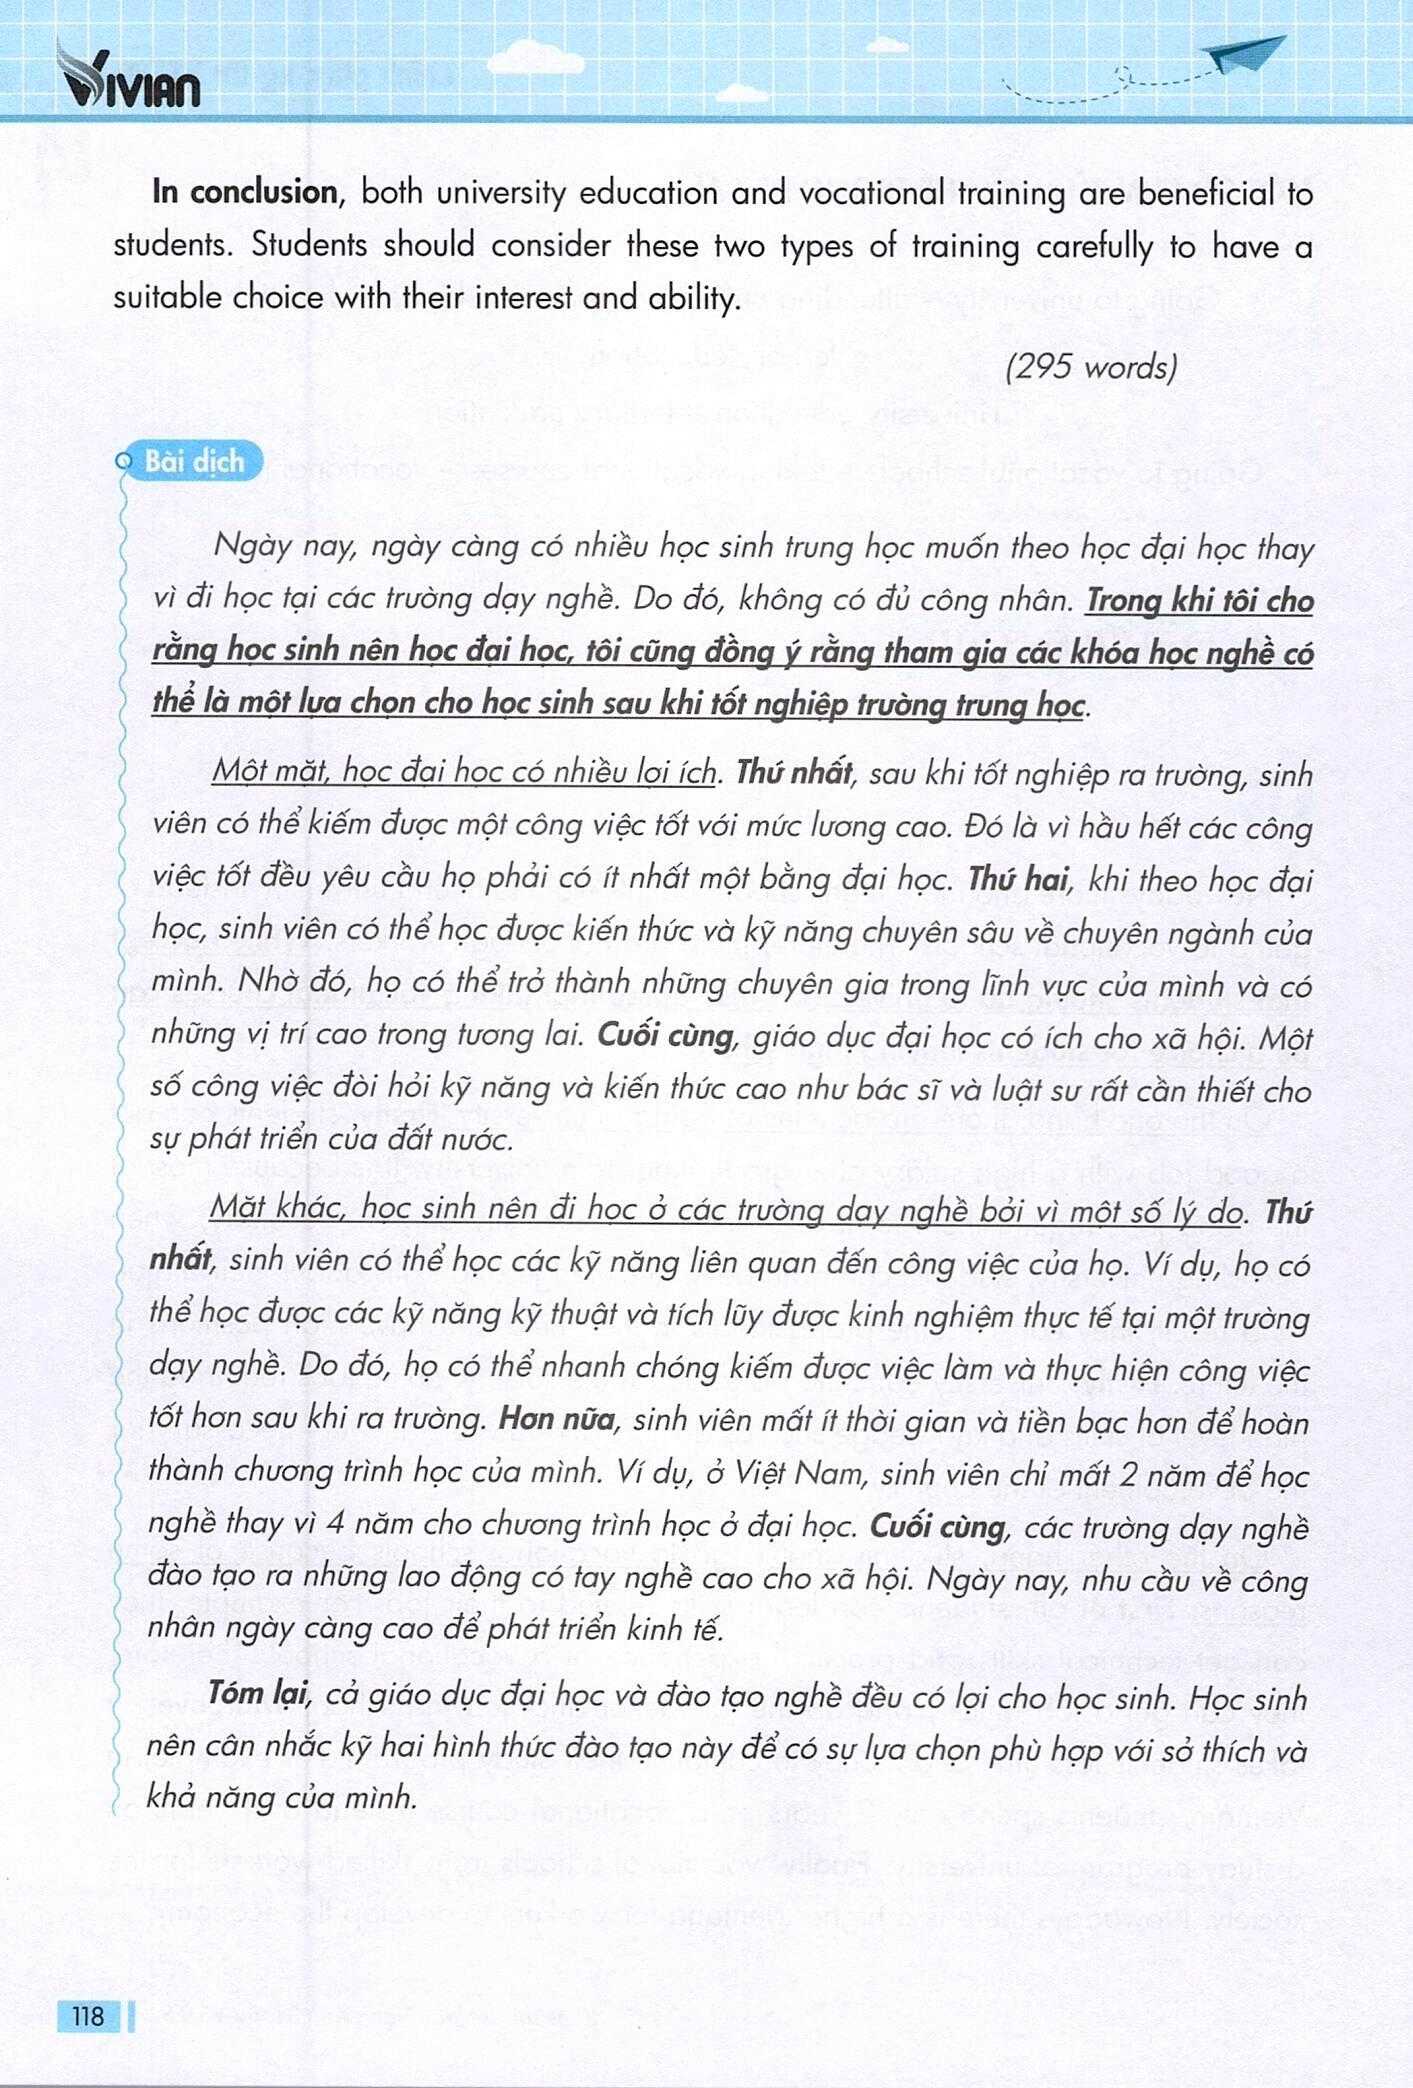 VIVIAN
In conclusion, both university education and vocational training are beneficial to
students. Students should consider these two types of training carefully to have a
suitable choice with their interest and ability.
(295 words)
Bài dịch
Ngày nay, ngày càng có nhiều học sinh trung học muốn theo học đại học thay
vì đi học tại các trường dạy nghề. Do đó, không có đủ công nhân. Trong khi tôi cho
rằng học sinh nên học đại học, tôi cũng đồng ý rằng tham gia các khóa học nghề có
thể là một lựa chọn cho học sinh sau khi tốt nghiệp trường trung học.
Một mặt, học đại học có nhiều lợi ích. Thứ nhất, sau khi tốt nghiệp ra trường, sinh
viên có thể kiếm được một công việc tốt với mức lương cao. Đó là vì hầu hết các công
việc tốt đều yêu cầu họ phải có ít nhất một bằng đại học. Thứ hai, khi theo học đại
học, sinh viên có thể học được kiến thức và kỹ năng chuyên sâu về chuyên ngành của
mình. Nhờ đó, họ có thể trở thành những chuyên gia trong lĩnh vực của mình và có
những vị trí cao trong tương lai. Cuối cùng, giáo dục đại học có ích cho xã hội. Một
số công việc đòi hỏi kỹ năng và kiến thức cao như bác sĩ và luật sư rất cần thiết cho
sự phát triển của đất nước.
Mặt khác, học sinh nên đi học ở các trường dạy nghề bởi vì một số lý do. Thứ
nhất, sinh viên có thể học các kỹ năng liên quan đến công việc của họ. Ví dụ, họ có
thể học được các kỹ năng kỹ thuật và tích lũy được kinh nghiệm thực tế tại một trường
dạy nghề. Do đó, họ có thể nhanh chóng kiếm được việc làm và thực hiện công việc
tốt hơn sau khi ra trường. Hơn nữa, sinh viên mất ít thời gian và tiền bạc hơn để hoàn
thành chương trình học của mình. Ví dụ, ở Việt Nam, sinh viên chỉ mất 2 năm để học
nghề thay vì 4 năm cho chương trình học ở đại học. Cuối cùng, các trường dạy nghề
đào tạo ra những lao động có tay nghề cao cho xã hội. Ngày nay, nhu cầu về công
nhân ngày càng cao để phát triển kinh tế.
Tóm lại, cả giáo dục đại học và đào tạo nghề đều có lợi cho học sinh. Học sinh
nên cân nhắc kỹ hai hình thức đào tạo này để có sự lựa chọn phù hợp với sở thích và
khả năng của mình.
118